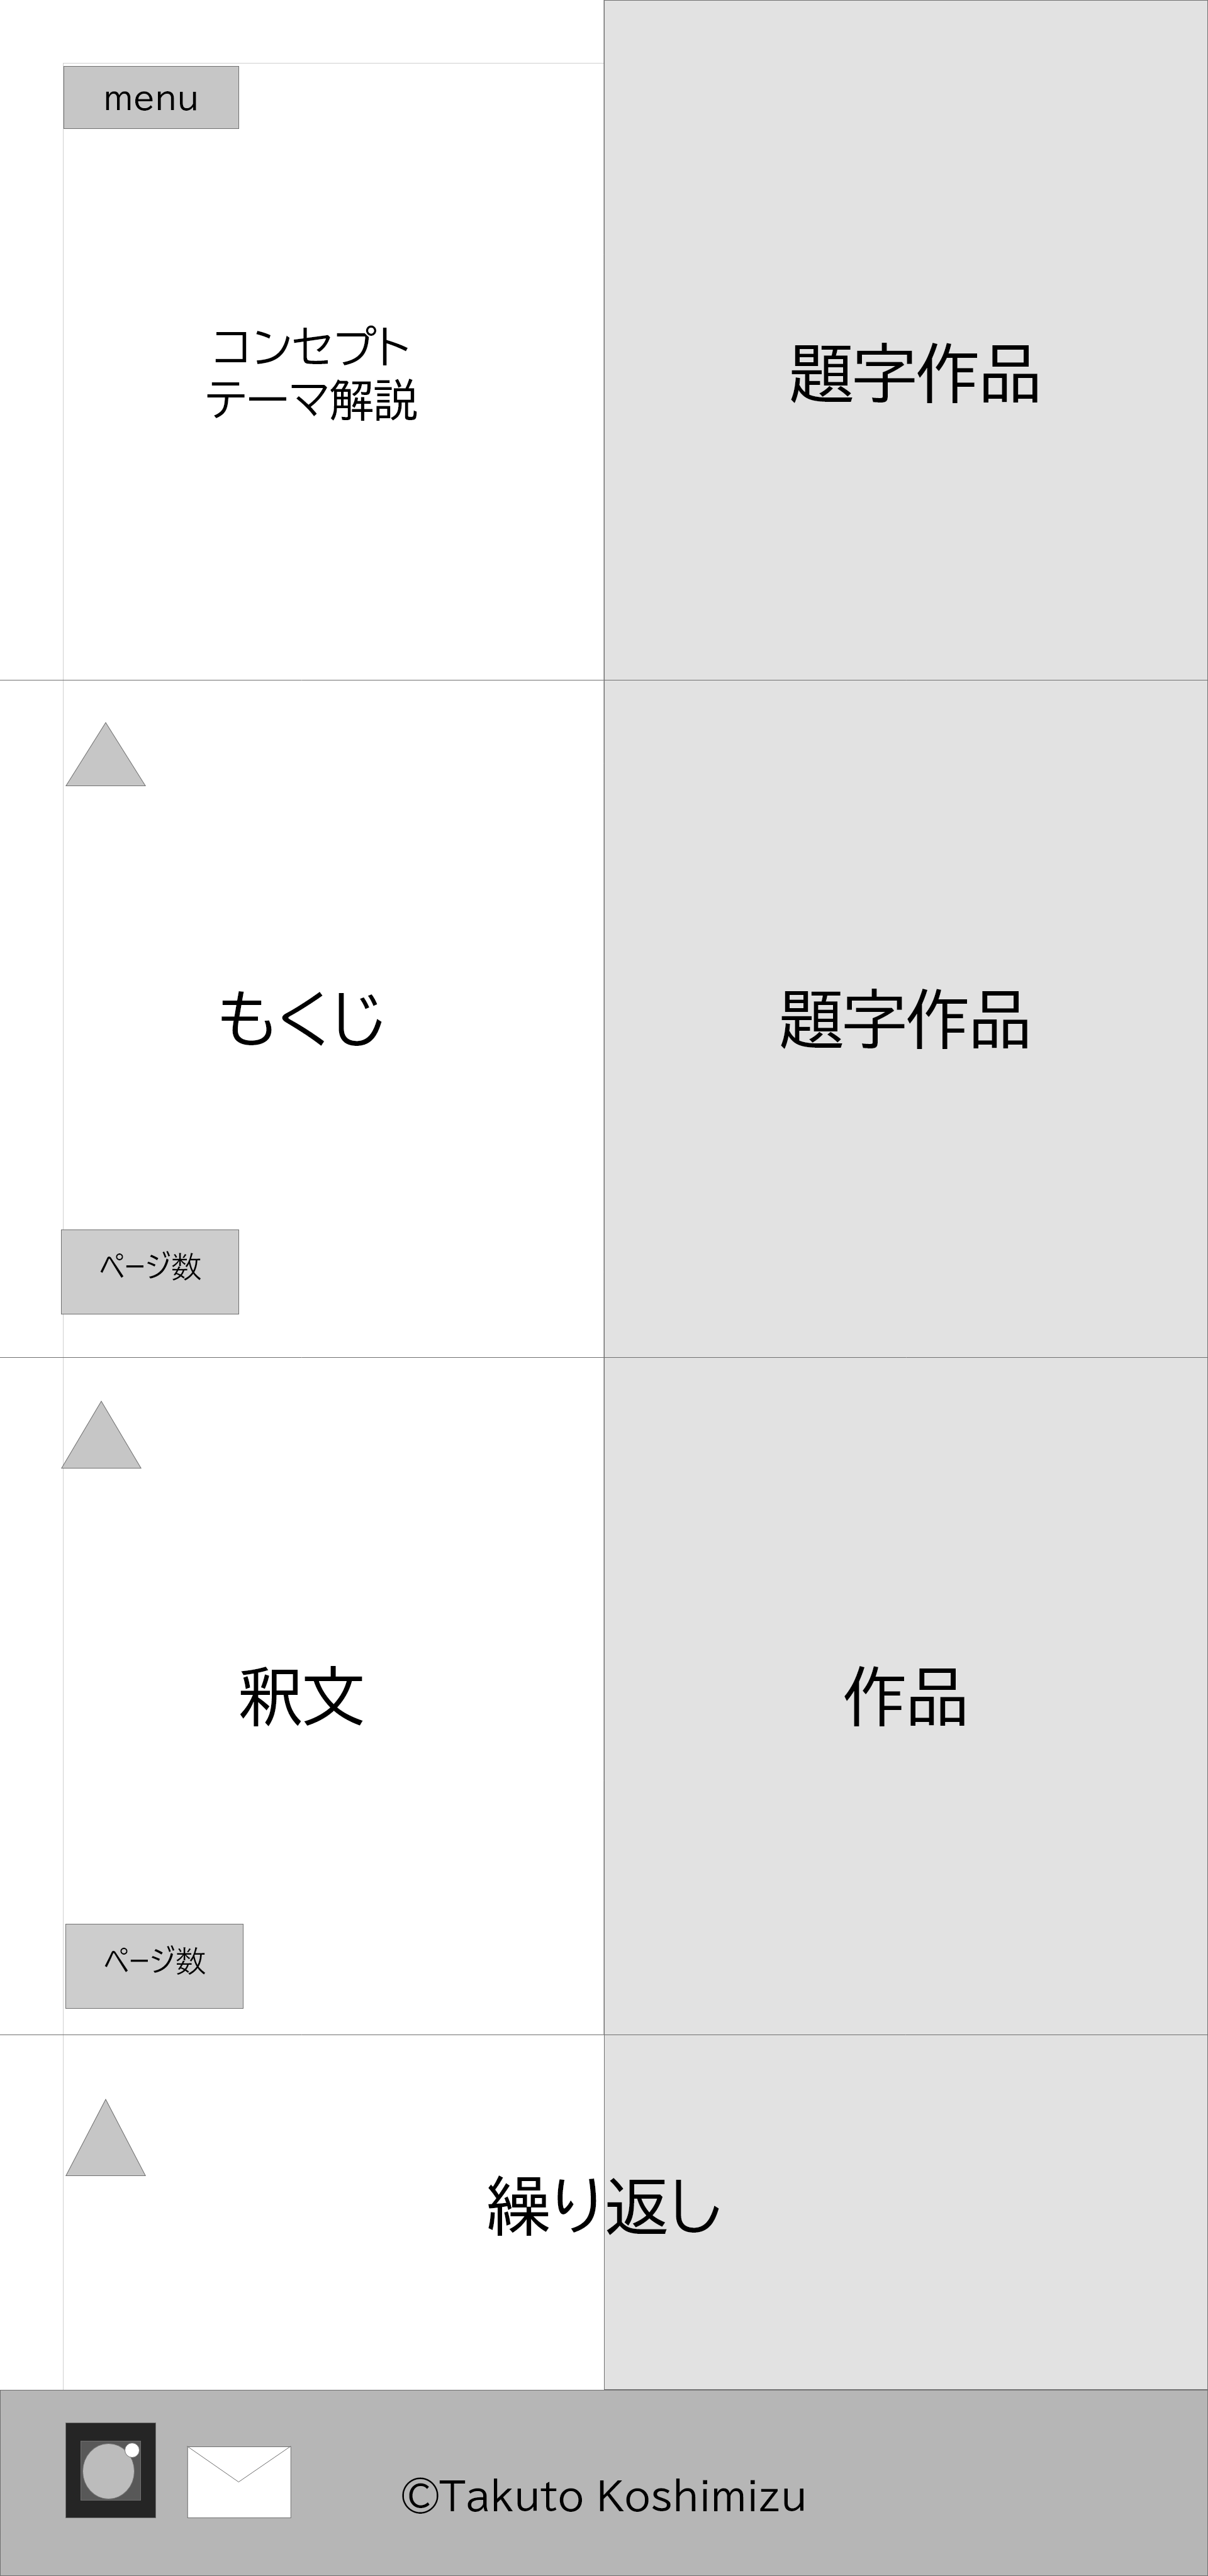 menu
コンセプト
テーマ解説
題字作品
もくじ
題字作品
ページ数
釈文
作品
ページ数
繰り返し
©Takuto Koshimizu